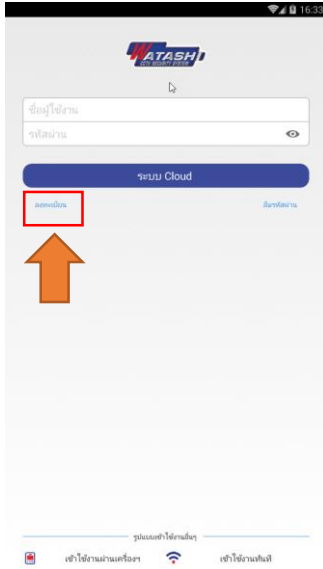 16:33
WATASHI
CCTV SECURITY SYSTEM
ชื่อผู้ใช้งาน
รหัสผ่าน
ระบบ Cloud
ลงทะเบียน ลืมรหัสผ่าน
รูปแบบเข้าใช้งานอื่นๆ
เข้าใช้งานผ่านเครื่องฯ เข้าใช้งานทันที